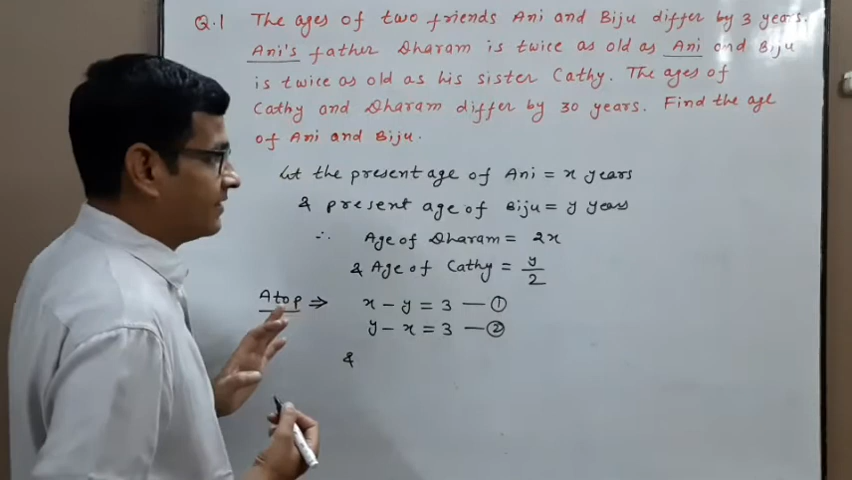 Q.1 The ages of two friends Ani and Biju differ by 3 years.
Ani's father Dharam is twice as old as Ani and Biju
is twice as old as his sister Cathy. The ages of
Cathy and Dharam differ by 30 years. Find the age
of Ani and Biju.
Let the present age of Ani = x years
& present age of Biju = y years
∴ Age of Dharam = 2x
& Age of Cathy = y/2
Atop ⇒ x - y = 3 — ①
y - x = 3 — ②
&